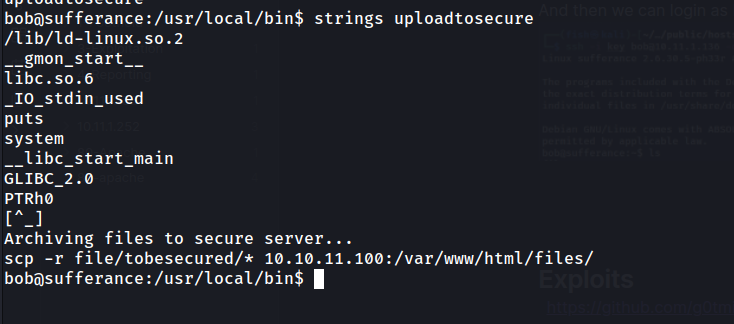 uploadtosecure
bob@sufferance:/usr/local/bin$ strings uploadtosecure
/lib/ld-linux.so.2
__gmon_start__
libc.so.6
_IO_stdin_used
puts
system
__libc_start_main
GLIBC_2.0
PTRh0
[^_]
Archiving files to secure server...
scp -r file/tobesecured/* 10.10.11.100:/var/www/html/files/
bob@sufferance:/usr/local/bin$
And then we can login as
Exploits